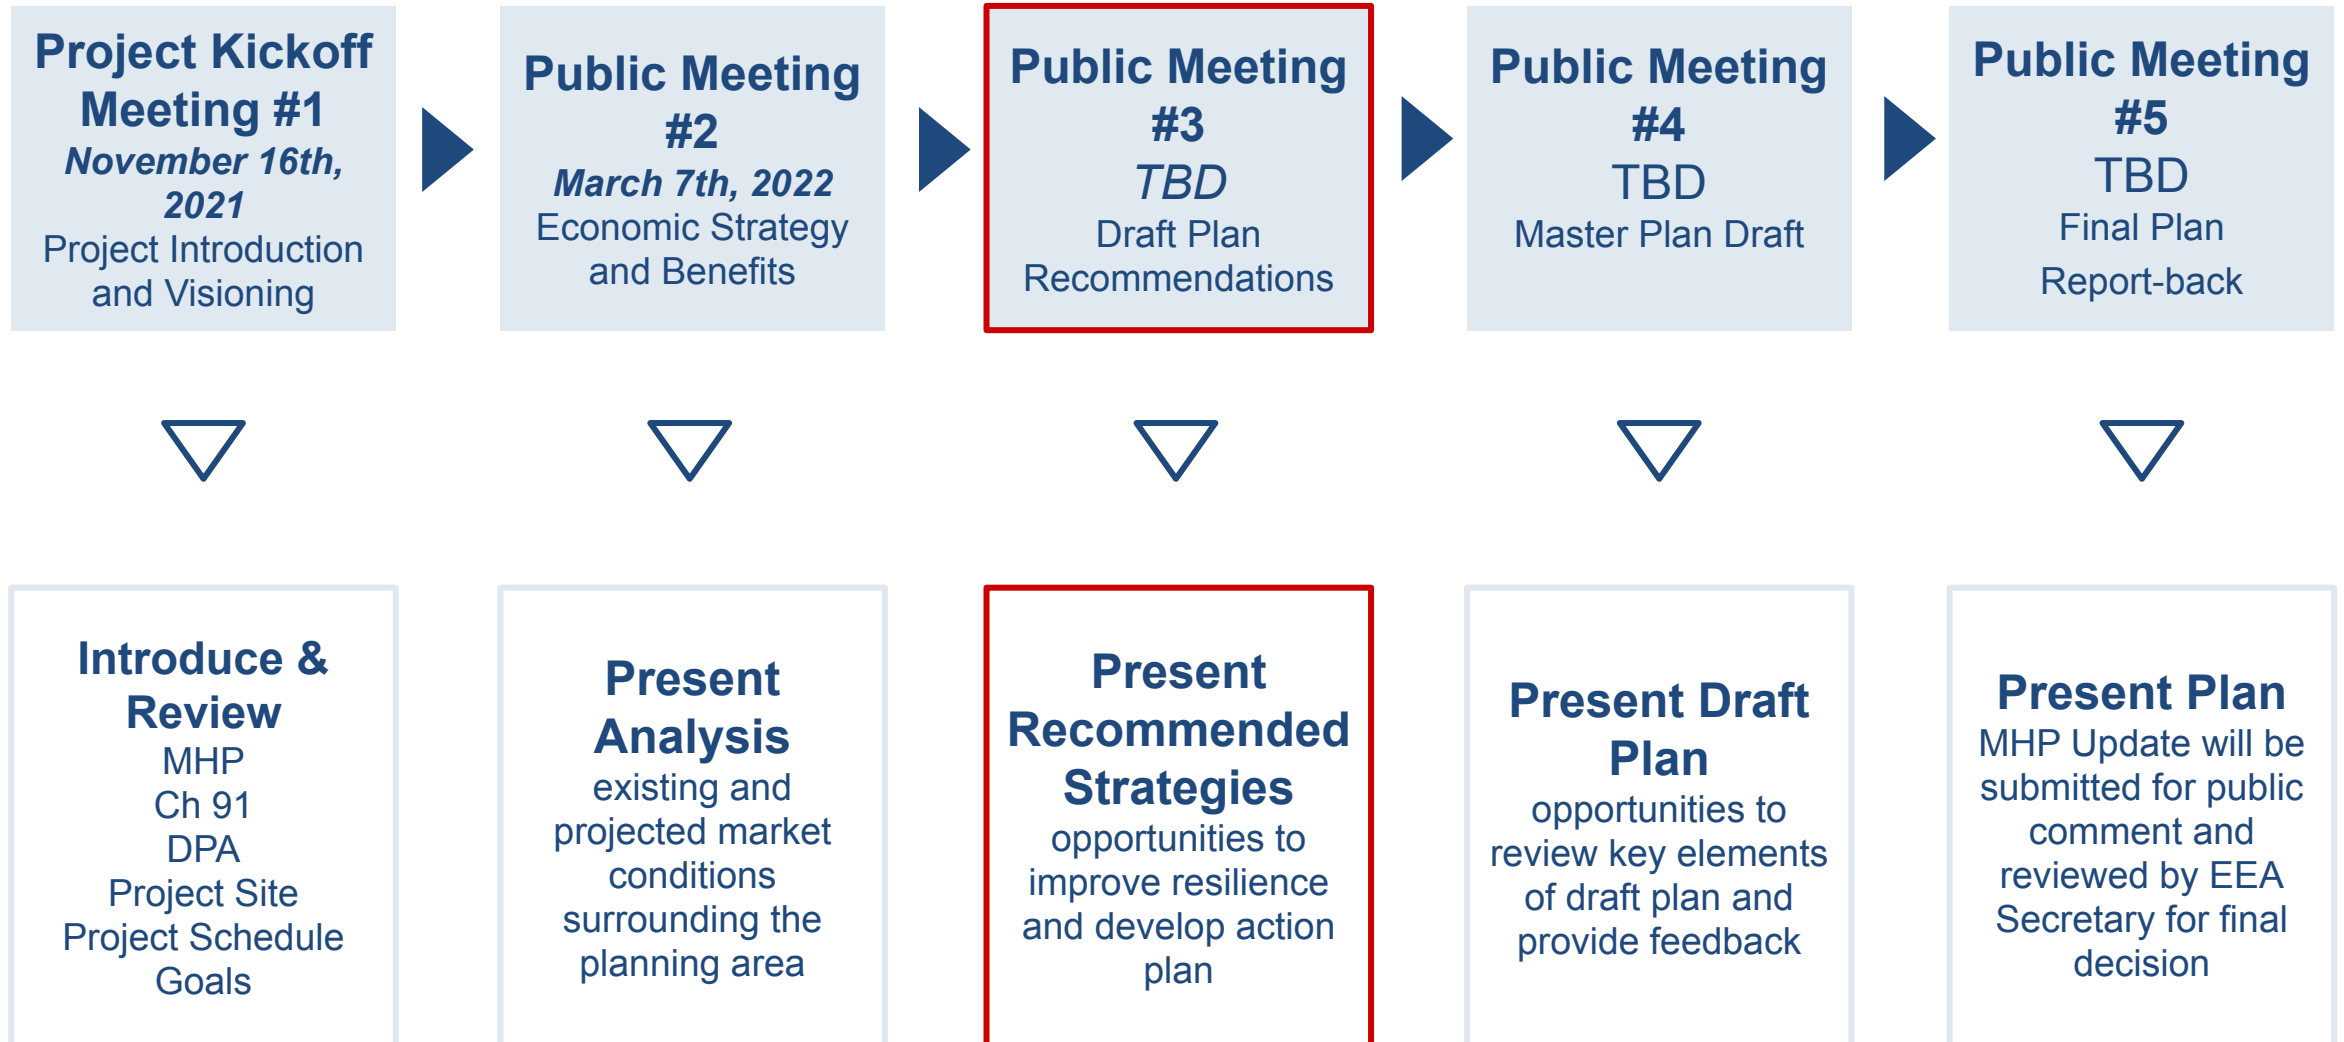 Project Kickoff
Meeting #1
November 16th,
2021
Project Introduction
and Visioning
Public Meeting
#2
March 7th, 2022
Economic Strategy
and Benefits
Public Meeting
#3
TBD
Draft Plan
Recommendations
Public Meeting
#4
TBD
Master Plan Draft
Public Meeting
#5
TBD
Final Plan
Report-back
Introduce &
Review
MHP
Ch 91
DPA
Project Site
Project Schedule
Goals
Present
Analysis
existing and
projected market
conditions
surrounding the
planning area
Present
Recommended
Strategies
opportunities to
improve resilience
and develop action
plan
Present Draft
Plan
opportunities to
review key elements
of draft plan and
provide feedback
Present Plan
MHP Update will be
submitted for public
comment and
reviewed by EEA
Secretary for final
decision